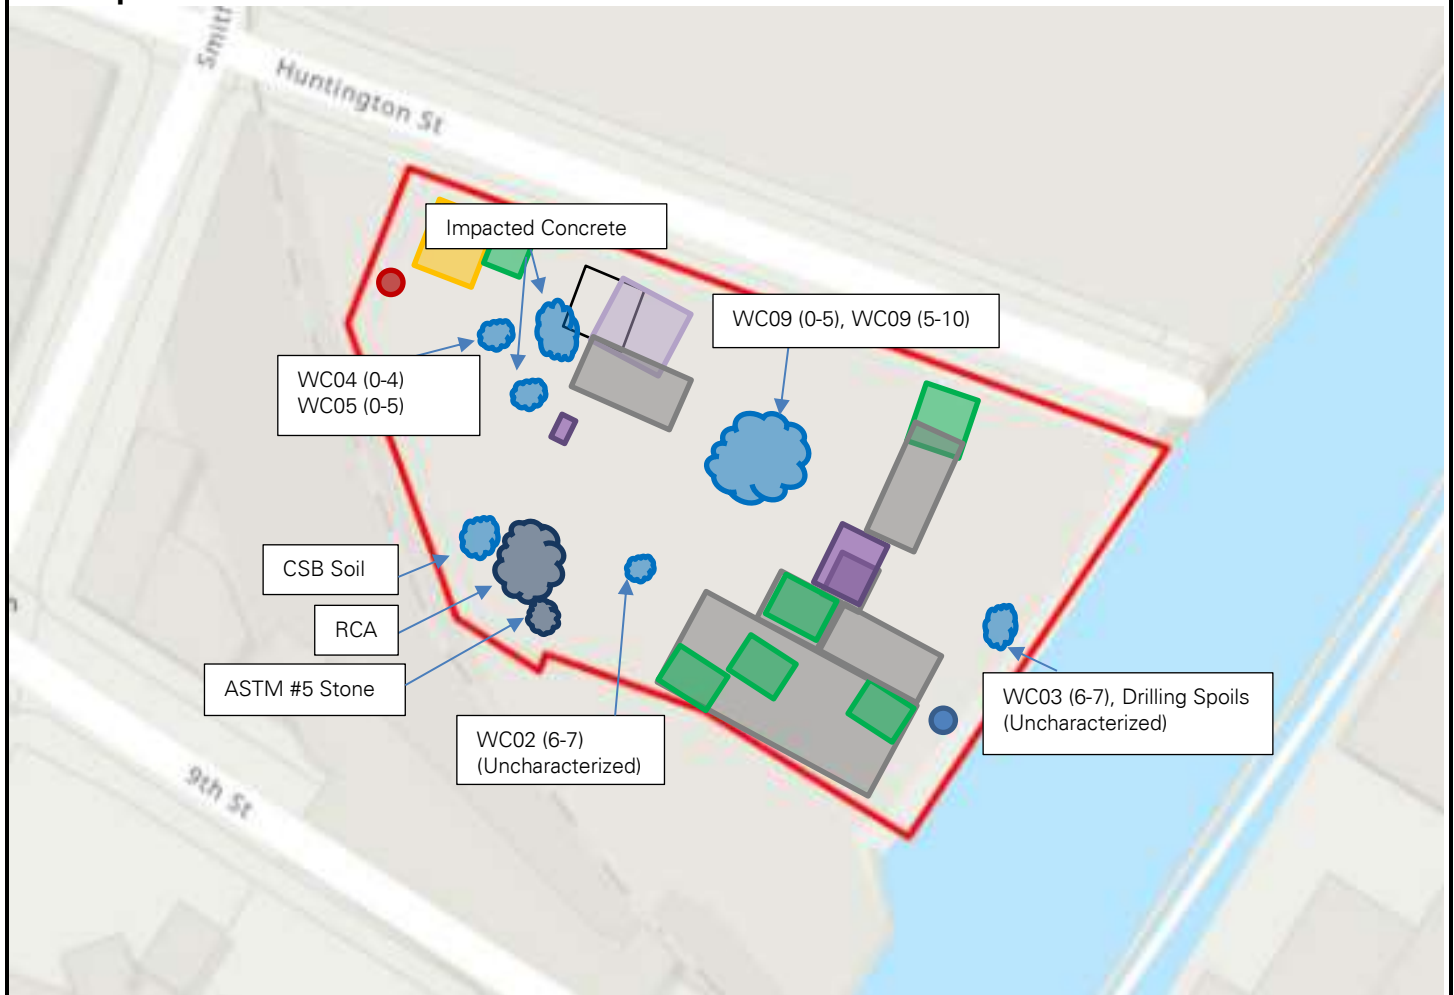 Smith
Huntington St
Impacted Concrete
WC09 (0-5), WC09 (5-10)
WC04 (0-4)
WC05 (0-5)
CSB Soil
RCA
ASTM #5 Stone
WC02 (6-7)
(Uncharacterized)
WC03 (6-7), Drilling Spoils
(Uncharacterized)
9th St